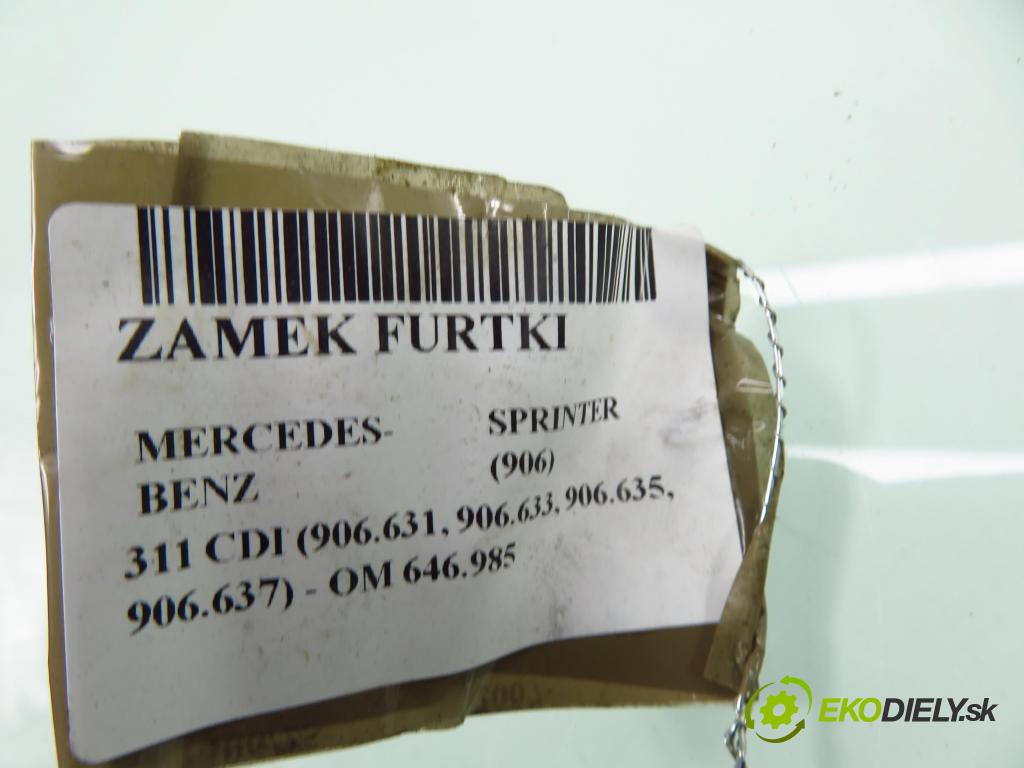 ZAMEK FURTKI
MERCEDES-BENZ
SPRINTER (906)
311 CDI (906.631, 906.633, 906.635,
906.637) - OM 646.985
EKODIELY.sk